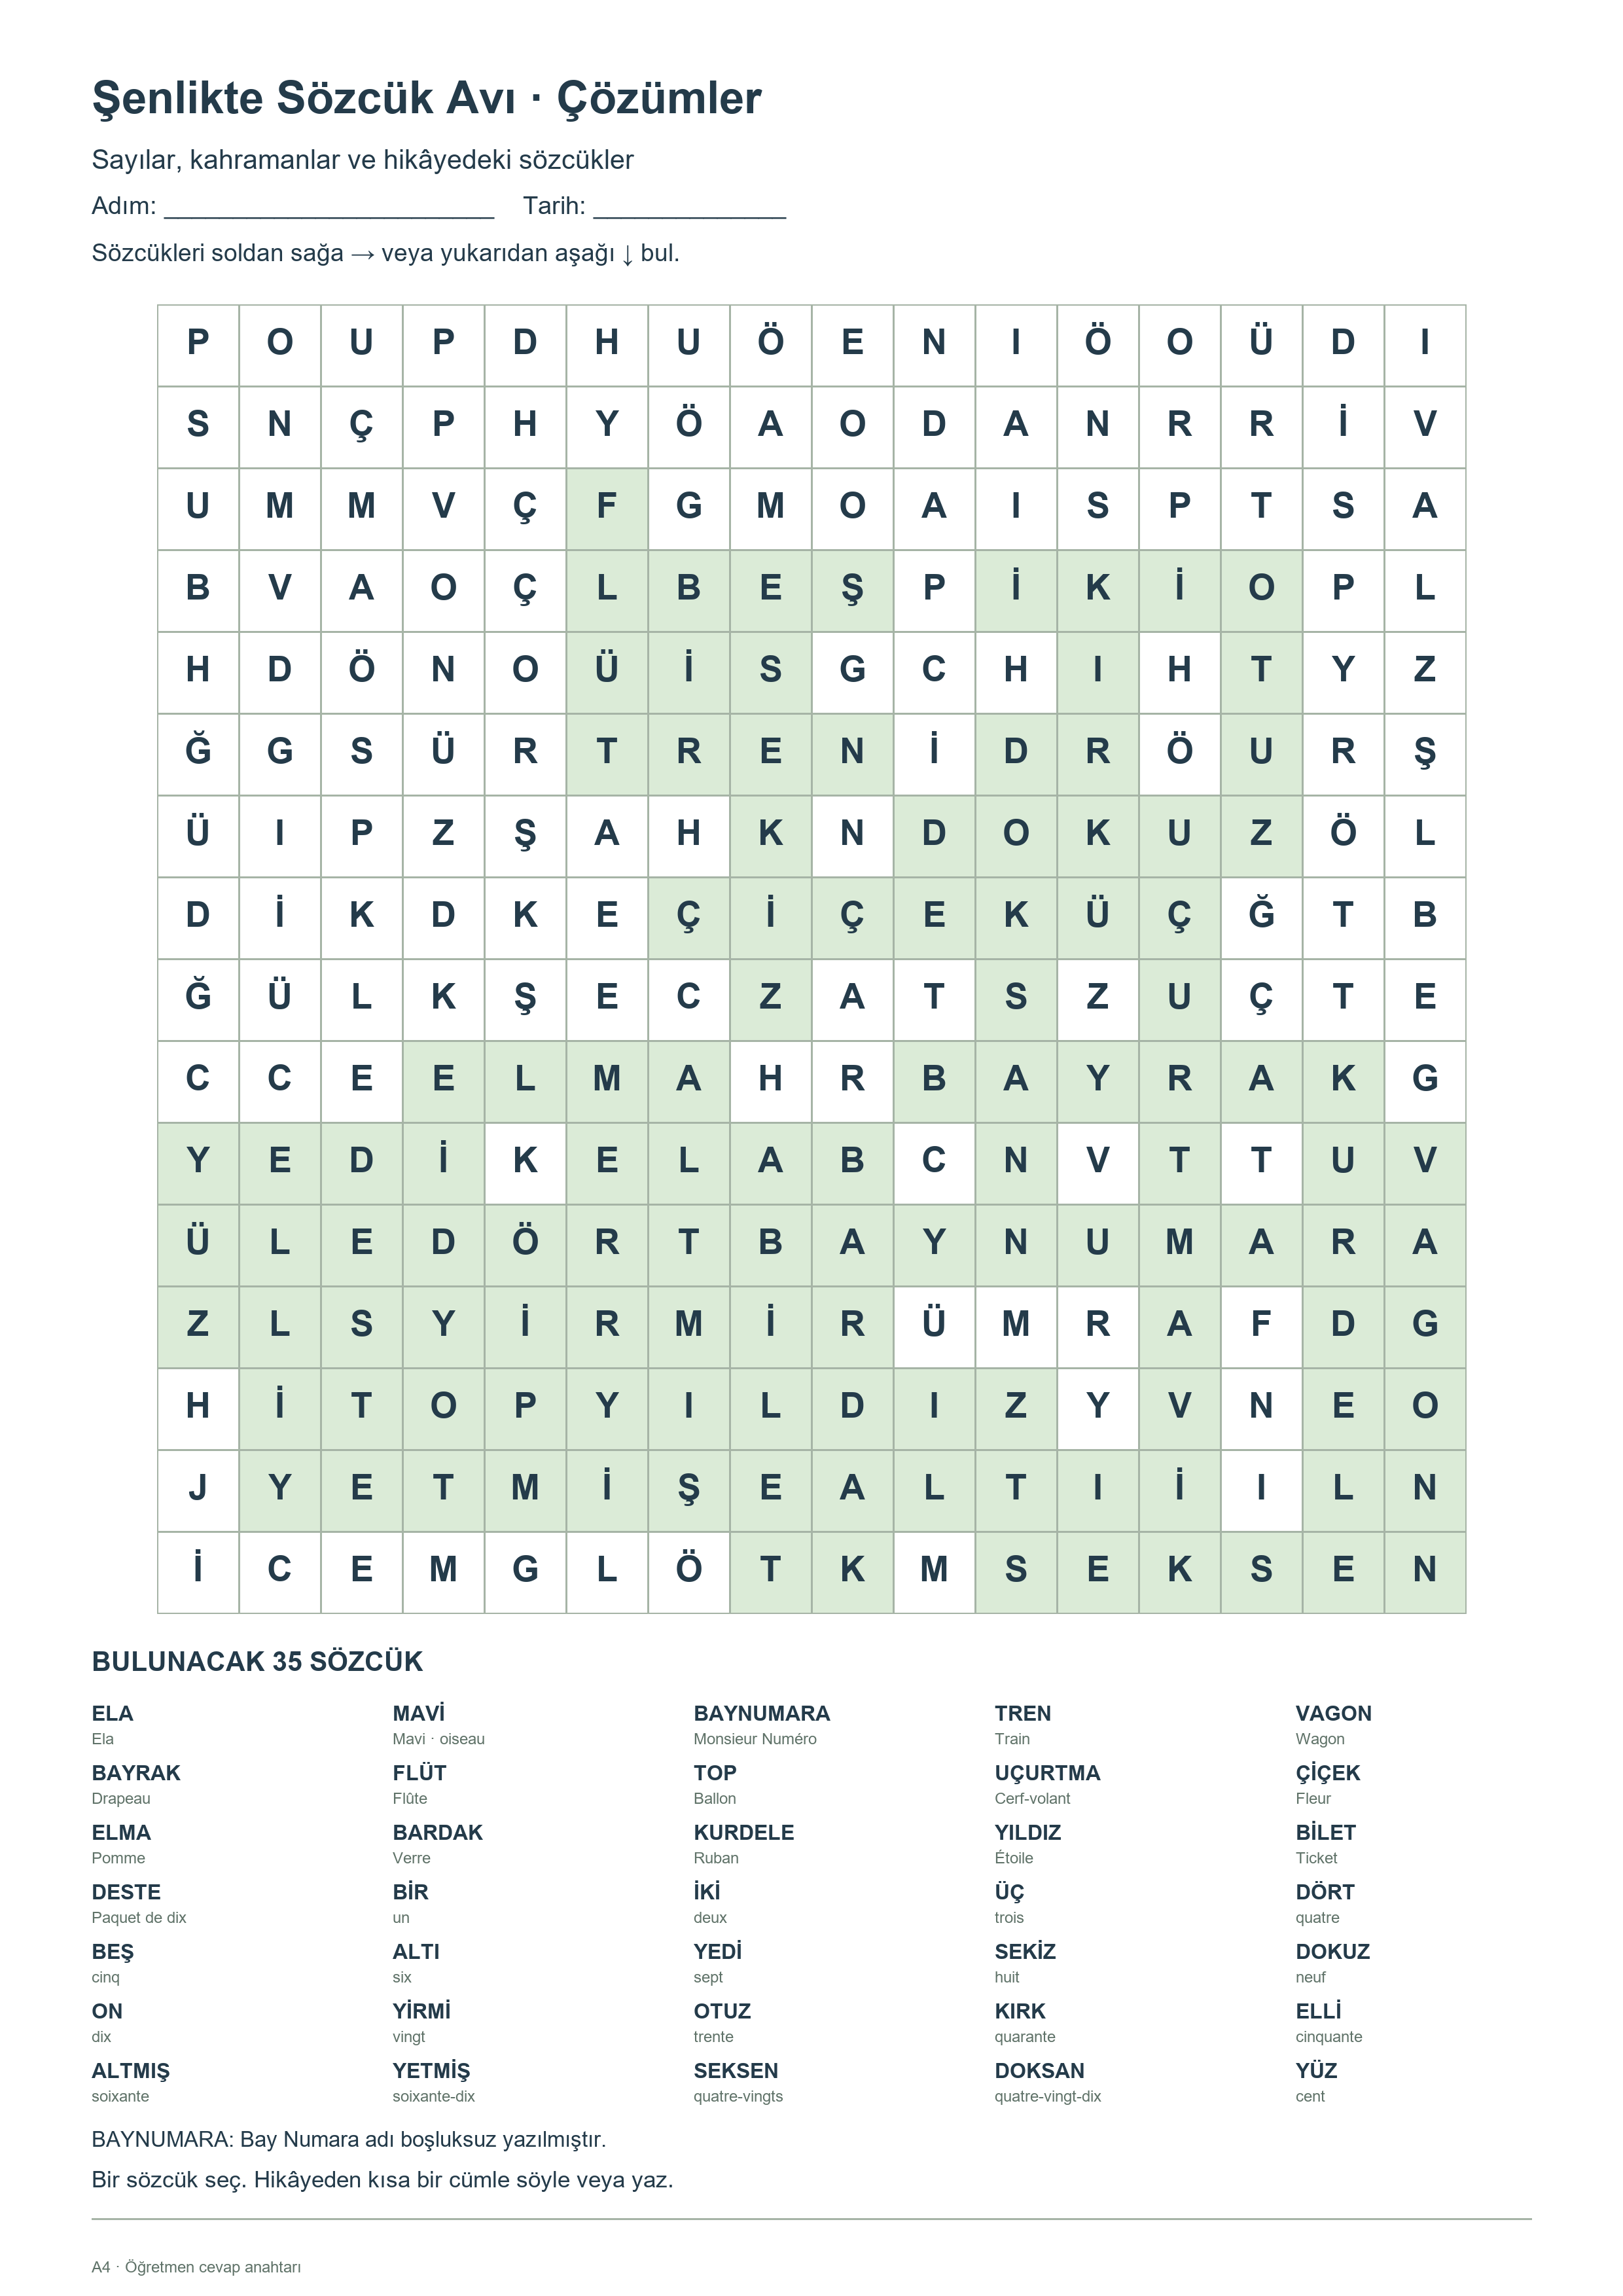 Şenlikte Sözcük Avı · Çözümler
Sayılar, kahramanlar ve hikâyedeki sözcükler
Adım: ________________________ Tarih: ______________
Sözcükleri soldan sağa → veya yukarıdan aşağı ↓ bul.
P O U P D H U Ö E N I Ö O Ü D I
S N Ç P H Y Ö A O D A N R R İ V
U M M V Ç F G M O A I S P T S A
B V A O Ç L B E Ş P İ K İ O P L
H D Ö N O Ü İ S G C H I H T Y Z
Ğ G S Ü R T R E N İ D R Ö U R Ş
Ü I P Z Ş A H K N D O K U Z Ö L
D İ K D K E Ç İ Ç E K Ü Ç Ğ T B
Ğ Ü L K Ş E C Z A T S Z U Ç T E
C C E E L M A H R B A Y R A K G
Y E D İ K E L A B C N V T T U V
Ü L E D Ö R T B A Y N U M A R A
Z L S Y İ R M İ R Ü M R A F D G
H İ T O P Y I L D I Z Y V N E O
J Y E T M İ Ş E A L T I İ I L N
İ C E M G L Ö T K M S E K S E N
BULUNACAK 35 SÖZCÜK
ELA MAVİ BAYNUMARA TREN VAGON
Ela Mavi · oiseau Monsieur Numéro Train Wagon
BAYRAK FLÜT TOP UÇURTMA ÇİÇEK
Drapeau Flûte Ballon Cerf-volant Fleur
ELMA BARDAK KURDELE YILDIZ BİLET
Pomme Verre Ruban Étoile Ticket
DESTE BİR İKİ ÜÇ DÖRT
Paquet de dix un deux trois quatre
BEŞ ALTI YEDİ SEKİZ DOKUZ
cinq six sept huit neuf
ON YİRMİ OTUZ KIRK ELLİ
dix vingt trente quarante cinquante
ALTMIŞ YETMİŞ SEKSEN DOKSAN YÜZ
soixante soixante-dix quatre-vingts quatre-vingt-dix cent
BAYNUMARA: Bay Numara adı boşluksuz yazılmıştır.
Bir sözcük seç. Hikâyeden kısa bir cümle söyle veya yaz.
A4 · Öğretmen cevap anahtarı